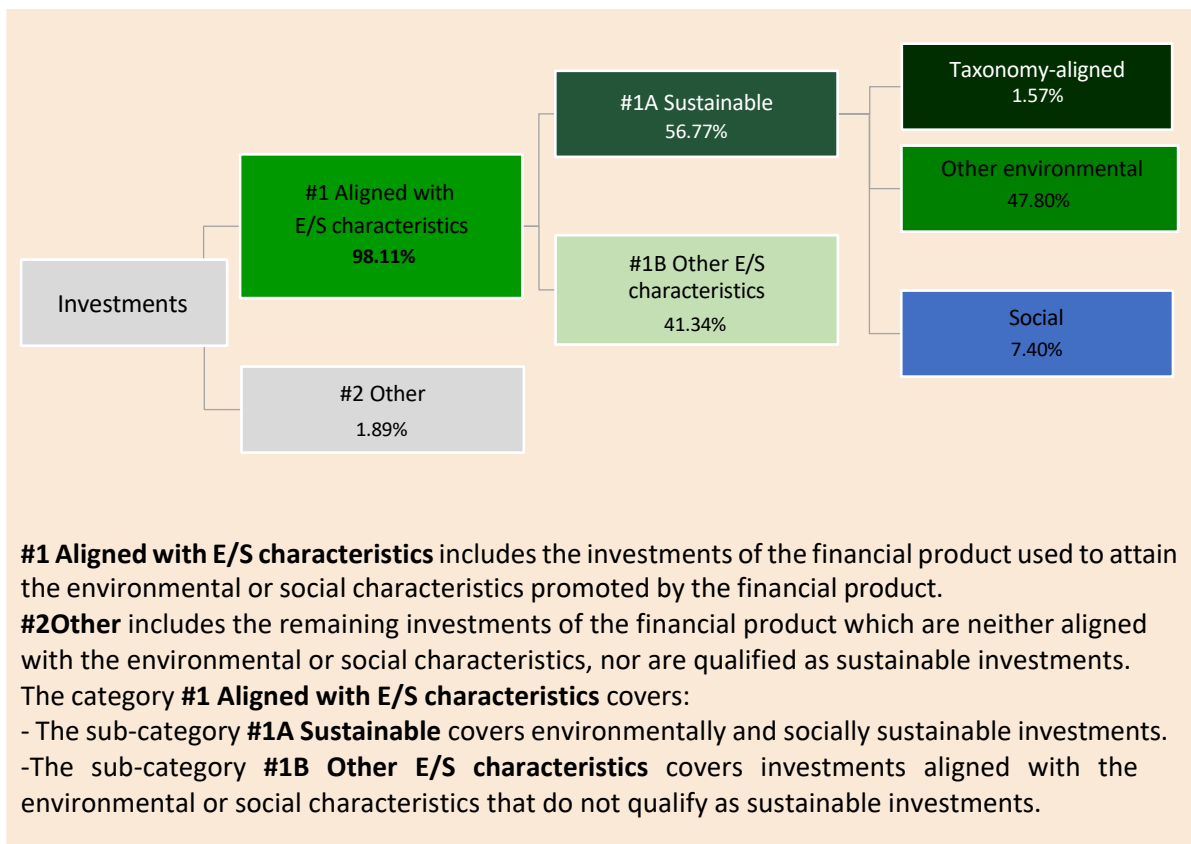 Investments
#1 Aligned with
E/S characteristics
98.11%
#2 Other
1.89%
#1A Sustainable
56.77%
#1B Other E/S
characteristics
41.34%
Taxonomy-aligned
1.57%
Other environmental
47.80%
Social
7.40%
#1 Aligned with E/S characteristics includes the investments of the financial product used to attain
the environmental or social characteristics promoted by the financial product.
#2Other includes the remaining investments of the financial product which are neither aligned
with the environmental or social characteristics, nor are qualified as sustainable investments.
The category #1 Aligned with E/S characteristics covers:
- The sub-category #1A Sustainable covers environmentally and socially sustainable investments.
-The sub-category #1B Other E/S characteristics covers investments aligned with the
environmental or social characteristics that do not qualify as sustainable investments.